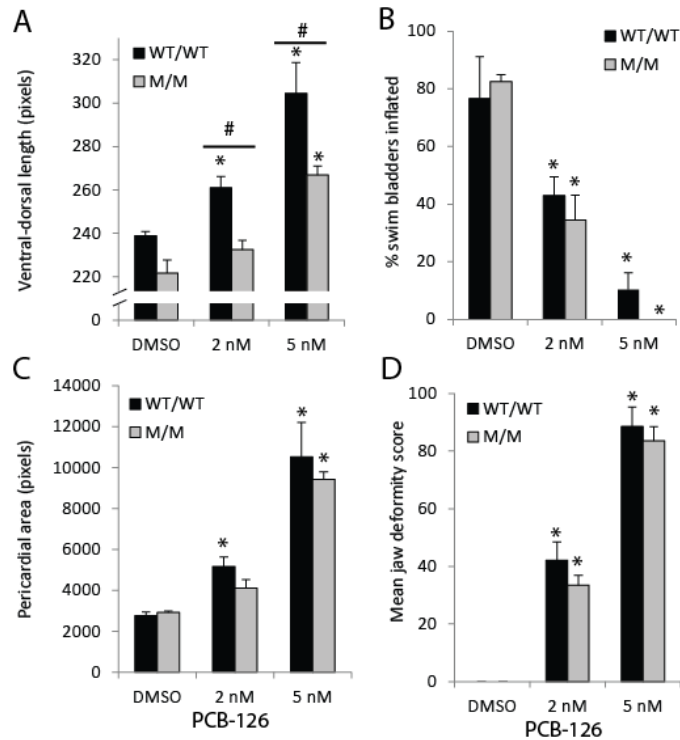 A
WT/WT
M/M
#
*
#
*
*
Ventral-dorsal length (pixels)
320
300
280
260
240
220
0
DMSO
2 nM
5 nM
B
WT/WT
M/M
*
*
*
*
% swim bladders inflated
100
80
60
40
20
0
DMSO
2 nM
5 nM
C
WT/WT
M/M
*
*
*
Pericardial area (pixels)
14000
12000
10000
8000
6000
4000
2000
0
DMSO
2 nM
5 nM
PCB-126
D
WT/WT
M/M
*
*
*
*
Mean jaw deformity score
100
80
60
40
20
0
DMSO
2 nM
5 nM
PCB-126